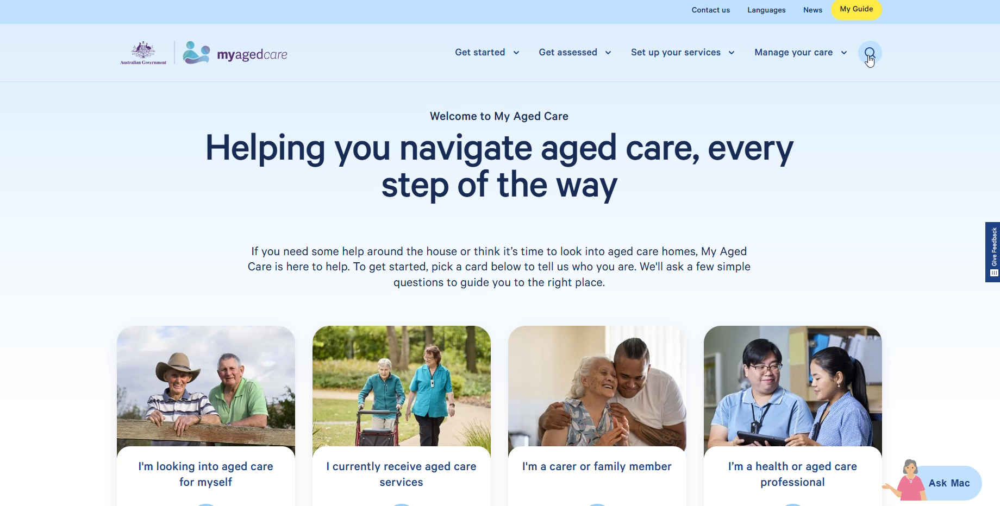 Contact us
Languages
News
My Guide
Australian Government
myagedcare
Get started
Get assessed
Set up your services
Manage your care
Welcome to My Aged Care
Helping you navigate aged care, every
step of the way
If you need some help around the house or think it’s time to look into aged care homes, My Aged
Care is here to help. To get started, pick a card below to tell us who you are. We'll ask a few simple
questions to guide you to the right place.
Give Feedback
I'm looking into aged care
for myself
I currently receive aged care
services
I'm a carer or family member
I’m a health or aged care
professional
Ask Mac